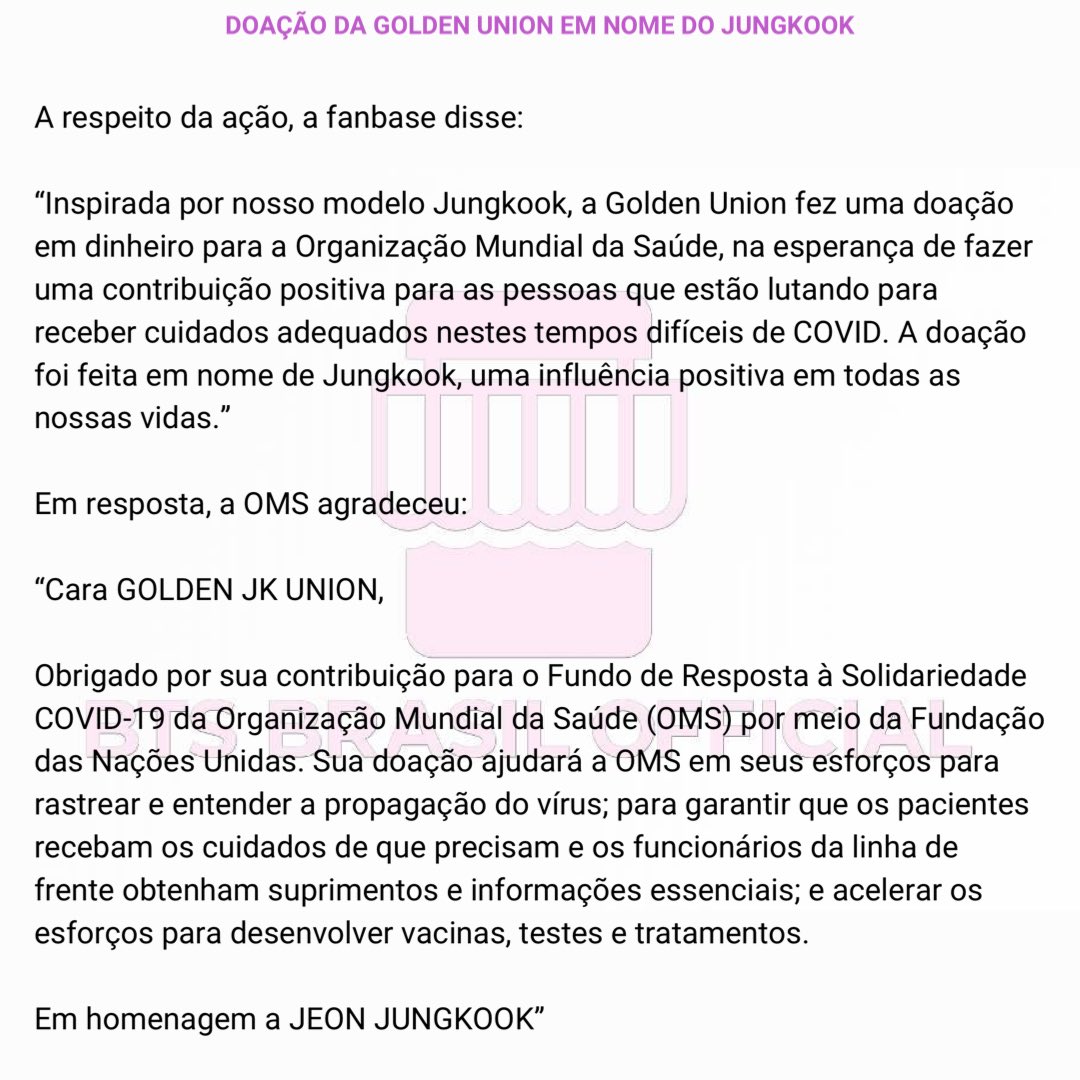 DOAÇÃO DA GOLDEN UNION EM NOME DO JUNGKOOK
A respeito da ação, a fanbase disse:
“Inspirada por nosso modelo Jungkook, a Golden Union fez uma doação
em dinheiro para a Organização Mundial da Saúde, na esperança de fazer
uma contribuição positiva para as pessoas que estão lutando para
receber cuidados adequados nestes tempos difíceis de COVID. A doação
foi feita em nome de Jungkook, uma influência positiva em todas as
nossas vidas.”
Em resposta, a OMS agradeceu:
“Cara GOLDEN JK UNION,
Obrigado por sua contribuição para o Fundo de Resposta à Solidariedade
COVID-19 da Organização Mundial da Saúde (OMS) por meio da Fundação
das Nações Unidas. Sua doação ajudará a OMS em seus esforços para
rastrear e entender a propagação do vírus; para garantir que os pacientes
recebam os cuidados de que precisam e os funcionários da linha de
frente obtenham suprimentos e informações essenciais; e acelerar os
esforços para desenvolver vacinas, testes e tratamentos.
Em homenagem a JEON JUNGKOOK”
BTS BRASIL OFFICIAL